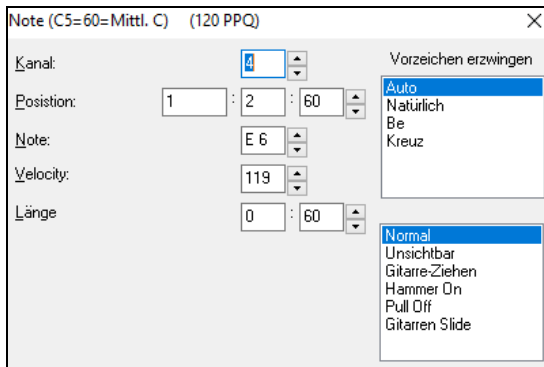 Note (C5=60=Mittl. C) (120 PPQ)
Kanal: 4
Posistion: 1 : 2 : 60
Note: E 6
Velocity: 119
Länge 0 : 60
Vorzeichen erzwingen
Auto
Natürlich
Be
Kreuz
Normal
Unsichtbar
Gitarre-Ziehen
Hammer On
Pull Off
Gitarren Slide